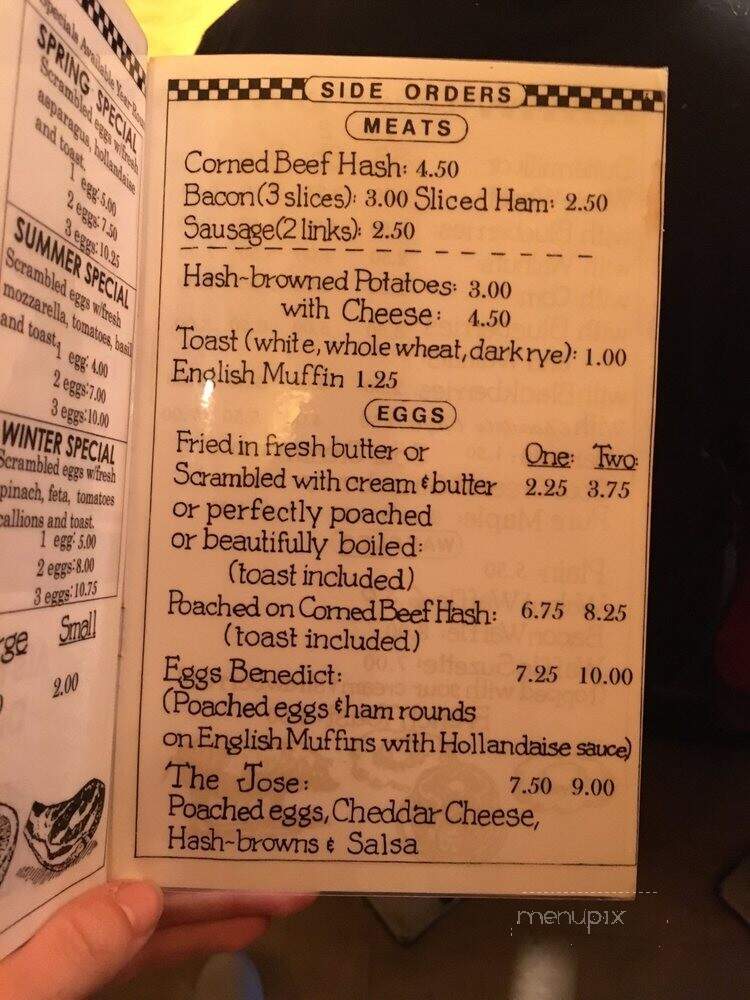 Specials Available Year-Roun
SPRING SPECIAL
Scrambled eggs w/fresh
asparagus, hollandaise
and toast.
1 egg: 5.00
2 eggs: 7.50
3 eggs: 10.25
SUMMER SPECIAL
Scrambled eggs w/fresh
mozzarella, tomatoes, basil
and toast.
1 egg: 4.00
2 eggs: 7.00
3 eggs: 10.00
WINTER SPECIAL
Scrambled eggs w/fresh
pinach, feta, tomatoes
callions and toast.
1 egg: 5.00
2 eggs: 8.00
3 eggs: 10.75
ge Small
2.00
SIDE ORDERS
MEATS
Corned Beef Hash: 4.50
Bacon (3 slices): 3.00 Sliced Ham: 2.50
Sausage (2 links): 2.50
Hash-browned Potatoes: 3.00
with Cheese: 4.50
Toast (white, whole wheat, dark rye): 1.00
English Muffin 1.25
EGGS
Fried in fresh butter or One: Two:
Scrambled with cream & butter 2.25 3.75
or perfectly poached
or beautifully boiled:
(toast included)
Poached on Corned Beef Hash: 6.75 8.25
(toast included)
Eggs Benedict: 7.25 10.00
(Poached eggs & ham rounds
on English Muffins with Hollandaise sauce)
The Jose: 7.50 9.00
Poached eggs, Cheddar Cheese,
Hash-browns & Salsa
menupix